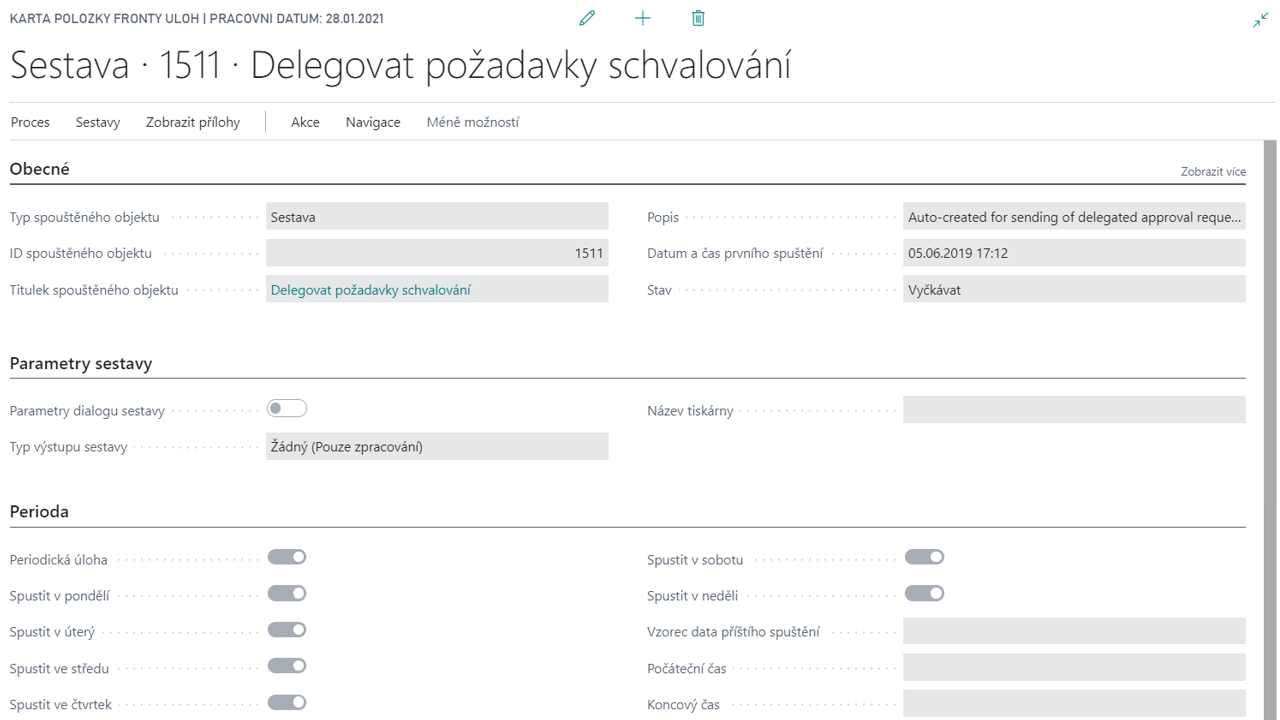 KARTA POLOZKY FRONTY ULOH | PRACOVNI DATUM: 28.01.2021
Sestava · 1511 · Delegovat požadavky schvalování
Proces Sestavy Zobrazit přílohy Akce Navigace Méně možností
Obecné Zobrazit více
Typ spouštěného objektu Sestava Popis Auto-created for sending of delegated approval reque...
ID spouštěného objektu 1511 Datum a čas prvního spuštění 05.06.2019 17:12
Titulek spouštěného objektu Delegovat požadavky schvalování Stav Vyčkávat
Parametry sestavy
Parametry dialogu sestavy Název tiskárny
Typ výstupu sestavy Žádný (Pouze zpracování)
Perioda
Periodická úloha Spustit v sobotu
Spustit v pondělí Spustit v neděli
Spustit v úterý Vzorec data příštího spuštění
Spustit ve středu Počáteční čas
Spustit ve čtvrtek Koncový čas